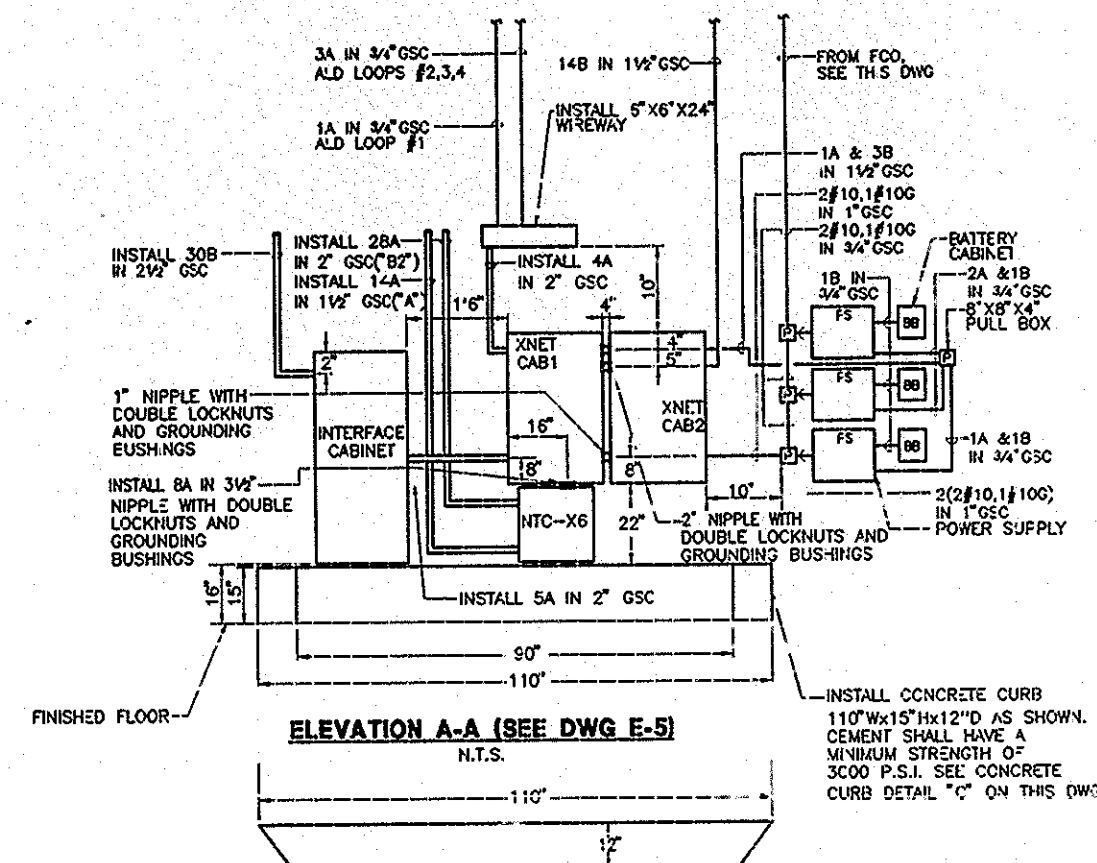 3A IN 3/4" GSC
ALD LOOPS #2,3,4
14B IN 1½" GSC
FROM FCO,
SEE THIS DWG
INSTALL 5"X6"X24"
WIREWAY
1A IN 3/4" GSC
ALD LOOP #1
1A & 3B
IN 1½" GSC
2#10,1#10G
IN 1" GSC
2#10,1#10G
IN 3/4" GSC
BATTERY
CABINET
INSTALL 30B
IN 2½" GSC
INSTALL 28A
IN 2" GSC("B2")
INSTALL 14A
IN 1½" GSC("A")
INSTALL 4A
IN 2" GSC
1'6"
4"
10"
1B IN
3/4" GSC
2A &1B
IN 3/4" GSC
8"X8"X4"
PULL BOX
FS
BB
P
P
2"
XNET
CAB1
4"
5"
FS
BB
P
1" NIPPLE WITH
DOUBLE LOCKNUTS
AND GROUNDING
BUSHINGS
INTERFACE
CABINET
16"
XNET
CAB2
FS
BB
P
1A &1B
IN 3/4" GSC
8"
8"
INSTALL 8A IN 3½"
NIPPLE WITH DOUBLE
LOCKNUTS AND
GROUNDING
BUSHINGS
NTC-X6
22"
10"
2" NIPPLE WITH
DOUBLE LOCKNUTS AND
GROUNDING BUSHINGS
2(2#10,1#10G)
IN 1" GSC
POWER SUPPLY
16"
15"
INSTALL 5A IN 2" GSC
90"
110"
FINISHED FLOOR
INSTALL CONCRETE CURB
110"Wx15"Hx12"D AS SHOWN.
CEMENT SHALL HAVE A
MINIMUM STRENGTH OF
3000 P.S.I. SEE CONCRETE
CURB DETAIL "C" ON THIS DWG
ELEVATION A-A (SEE DWG E-5)
N.T.S.
110"
12"